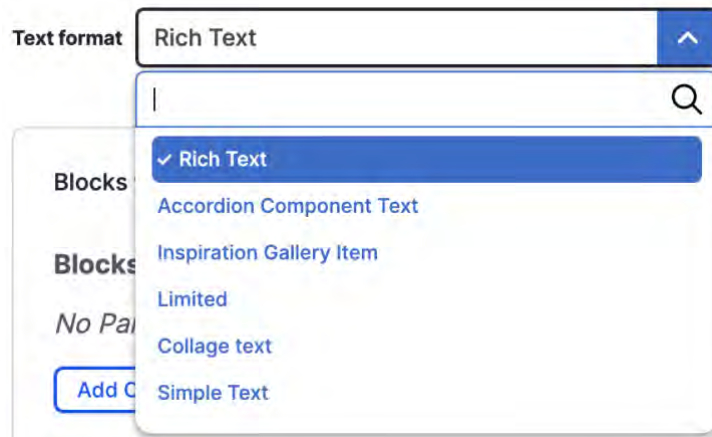 Text format Rich Text
✓ Rich Text
Blocks
Accordion Component Text
Inspiration Gallery Item
Blocks
Limited
No
Collage text
Add
Simple Text